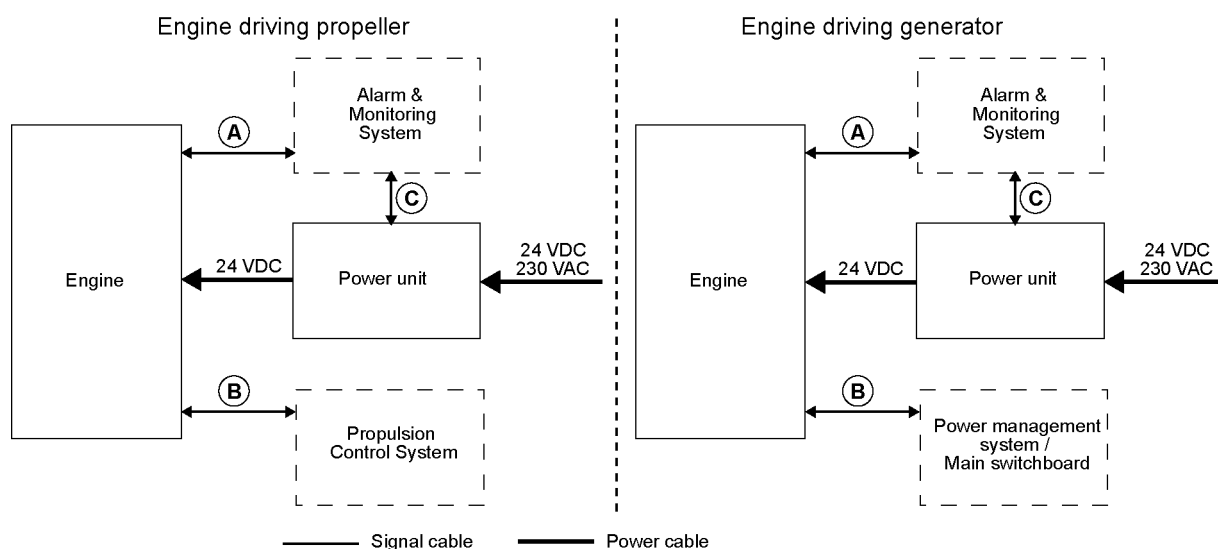 Engine driving propeller
Alarm &
Monitoring
System
A
C
Engine
24 VDC
Power unit
24 VDC
230 VAC
B
Propulsion
Control System
Engine driving generator
Alarm &
Monitoring
System
A
C
Engine
24 VDC
Power unit
24 VDC
230 VAC
B
Power management
system /
Main switchboard
Signal cable
Power cable